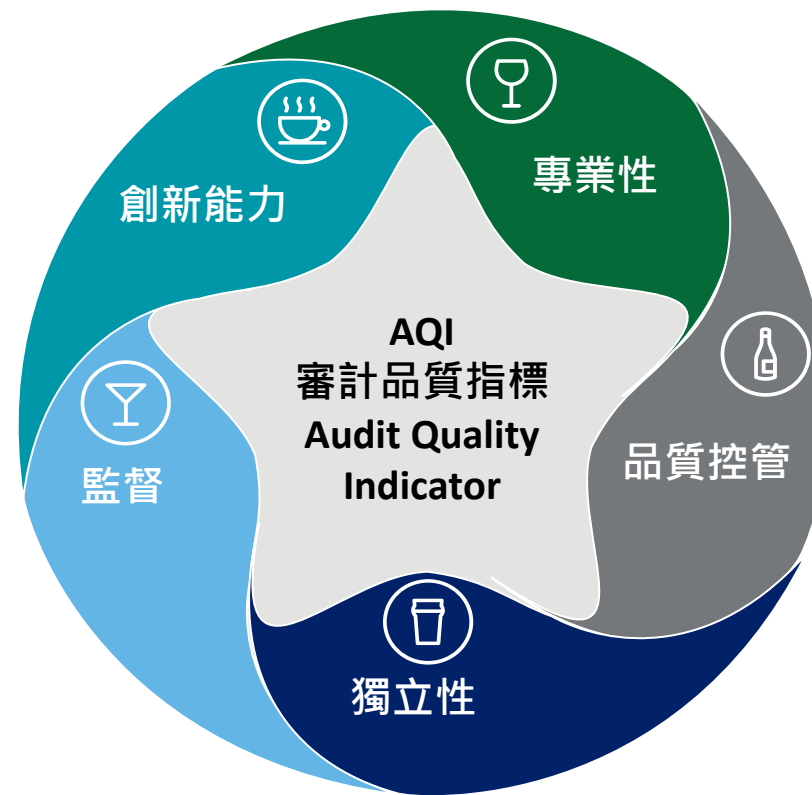 創新能力
專業性
AQI
審計品質指標
Audit Quality
Indicator
品質控管
監督
獨立性